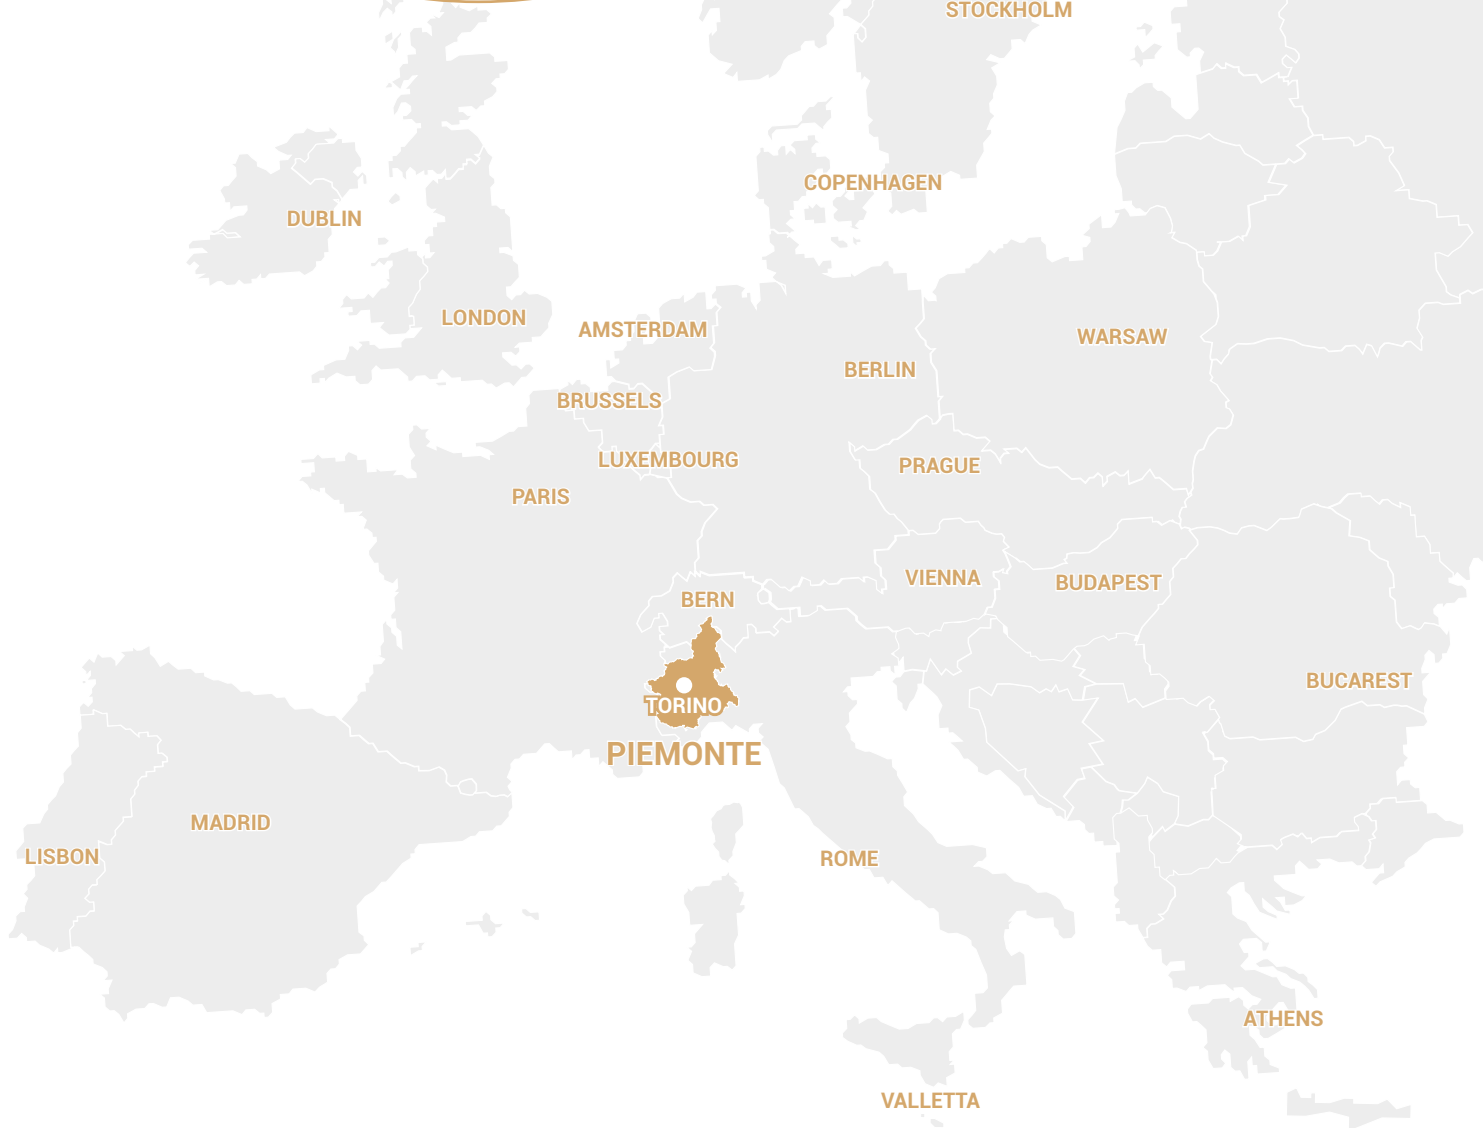 STOCKHOLM
COPENHAGEN
DUBLIN
LONDON
AMSTERDAM
WARSAW
BERLIN
BRUSSELS
LUXEMBOURG
PRAGUE
PARIS
VIENNA
BUDAPEST
BERN
BUCAREST
TORINO
PIEMONTE
MADRID
LISBON
ROME
ATHENS
VALLETTA